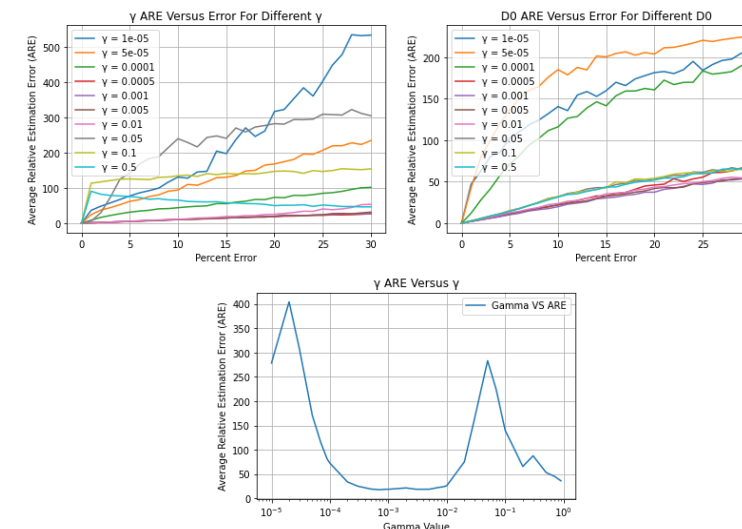 γ ARE Versus Error For Different γ
Average Relative Estimation Error (ARE)
500
400
300
200
100
0
γ = 1e-05
γ = 5e-05
γ = 0.0001
γ = 0.0005
γ = 0.001
γ = 0.005
γ = 0.01
γ = 0.05
γ = 0.1
γ = 0.5
0 5 10 15 20 25 30
Percent Error
D0 ARE Versus Error For Different D0
Average Relative Estimation Error (ARE)
200
150
100
50
0
γ = 1e-05
γ = 5e-05
γ = 0.0001
γ = 0.0005
γ = 0.001
γ = 0.005
γ = 0.01
γ = 0.05
γ = 0.1
γ = 0.5
0 5 10 15 20 25
Percent Error
γ ARE Versus γ
Average Relative Estimation Error (ARE)
400
350
300
250
200
150
100
50
0
Gamma VS ARE
10⁻⁵ 10⁻⁴ 10⁻³ 10⁻² 10⁻¹ 10⁰
Gamma Value